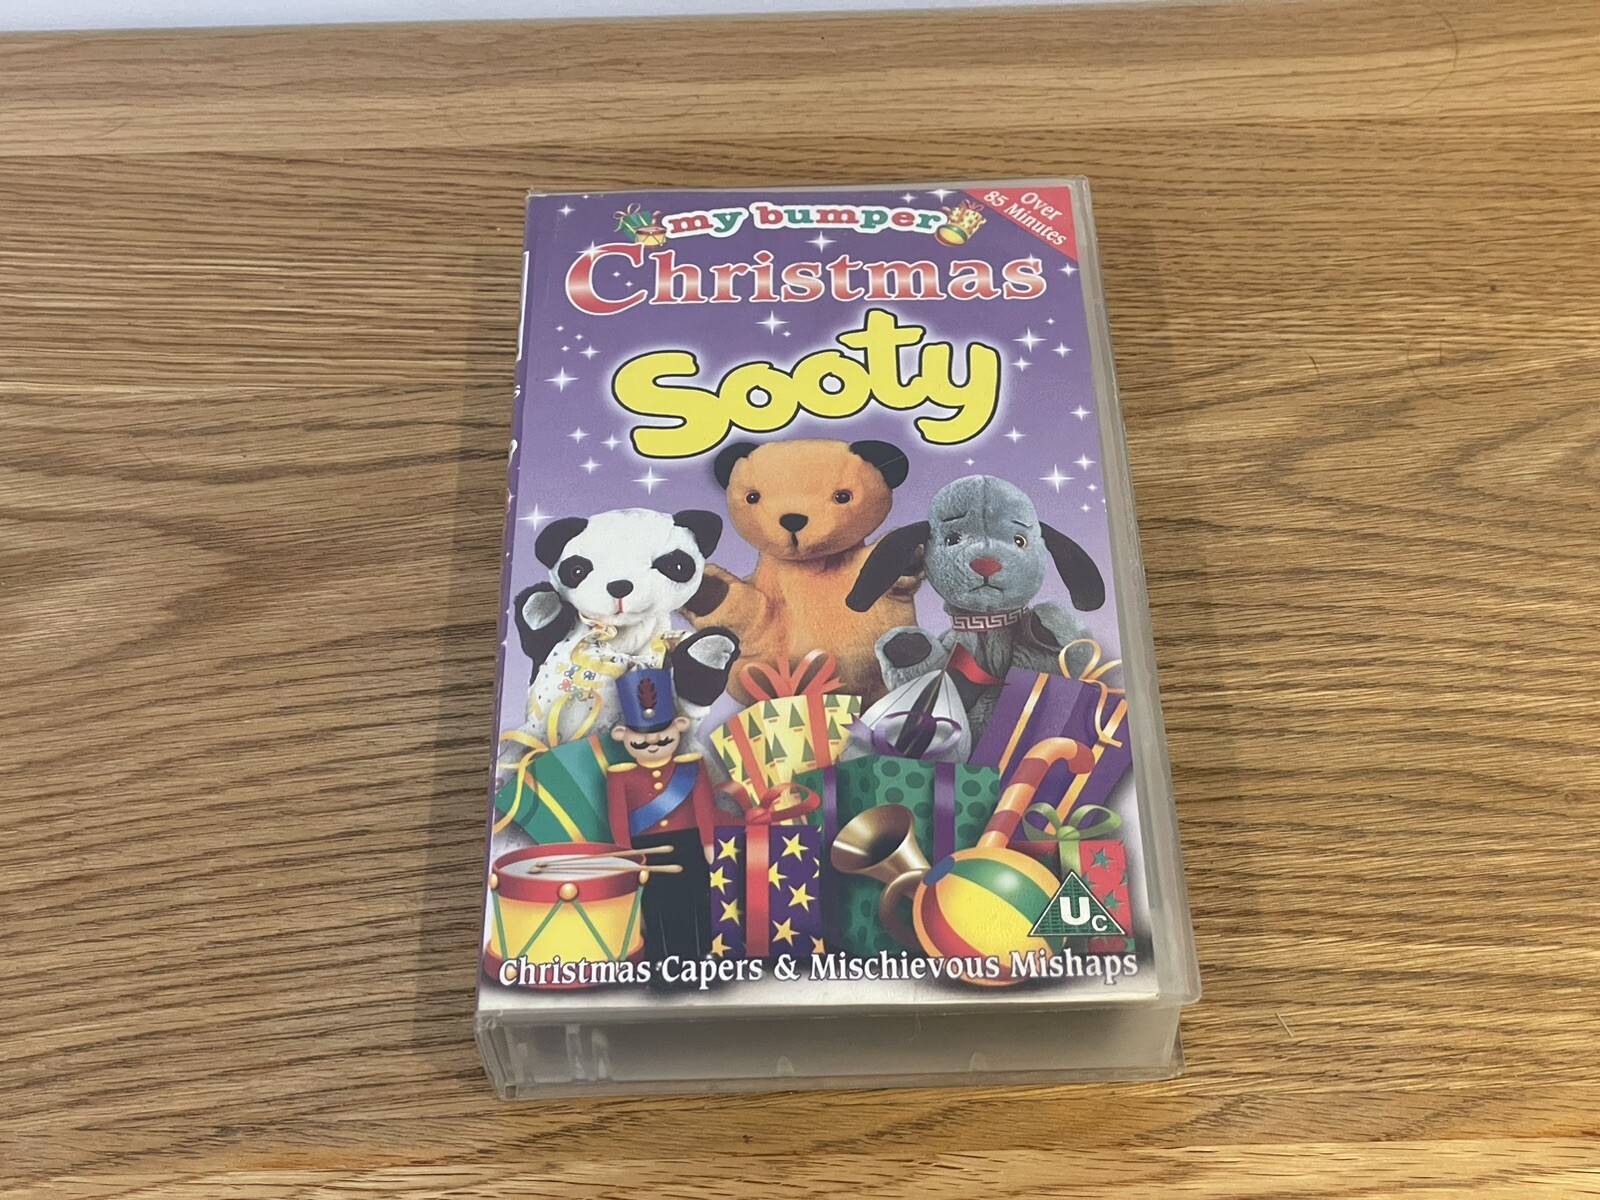 my bumper
Over
85 Minutes
Christmas
Sooty
Uc
Christmas Capers & Mischievous Mishaps